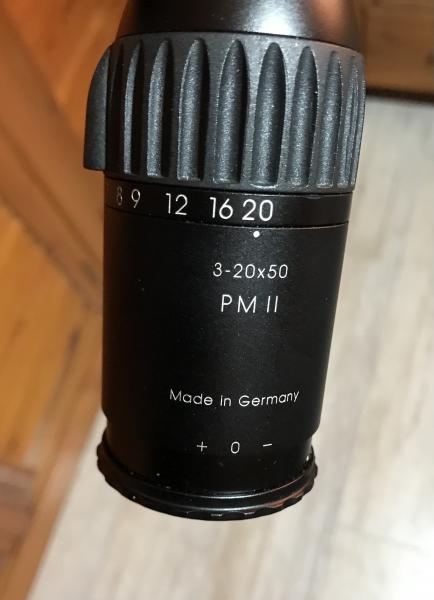 8 9 12 16 20
3-20x50
PM II
Made in Germany
+ 0 -